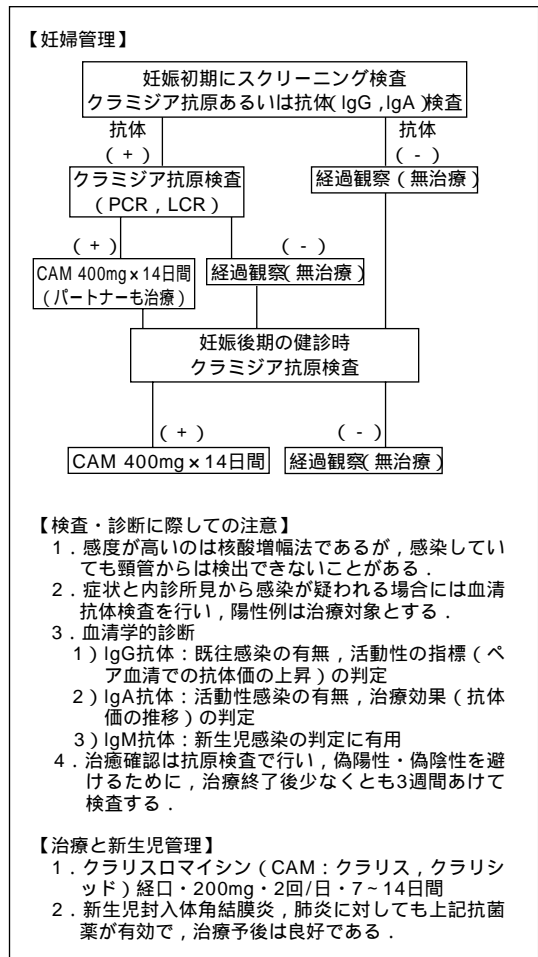 【妊婦管理】
妊娠初期にスクリーニング検査
クラミジア抗原あるいは抗体(IgG,IgA)検査
抗体 抗体
(+) (-)
クラミジア抗原検査
(PCR,LCR)
経過観察(無治療)
(+) (-)
CAM 400mg×14日間
(パートナーも治療)
経過観察(無治療)
妊娠後期の健診時
クラミジア抗原検査
(+) (-)
CAM 400mg×14日間 経過観察(無治療)
【検査・診断に際しての注意】
1.感度が高いのは核酸増幅法であるが,感染してい
ても頸管からは検出できないことがある.
2.症状と内診所見から感染が疑われる場合には血清
抗体検査を行い,陽性例は治療対象とする.
3.血清学的診断
1)IgG抗体:既往感染の有無,活動性の指標(ペ
ア血清での抗体価の上昇)の判定
2)IgA抗体:活動性感染の有無,治療効果(抗体
価の推移)の判定
3)IgM抗体:新生児感染の判定に有用
4.治癒確認は抗原検査で行い,偽陽性・偽陰性を避
けるために,治療終了後少なくとも3週間あけて
検査する.
【治療と新生児管理】
1.クラリスロマイシン(CAM:クラリス,クラリシ
ッド)経口・200mg・2回/日・7~14日間
2.新生児封入体角結膜炎,肺炎に対しても上記抗菌
薬が有効で,治療予後は良好である.